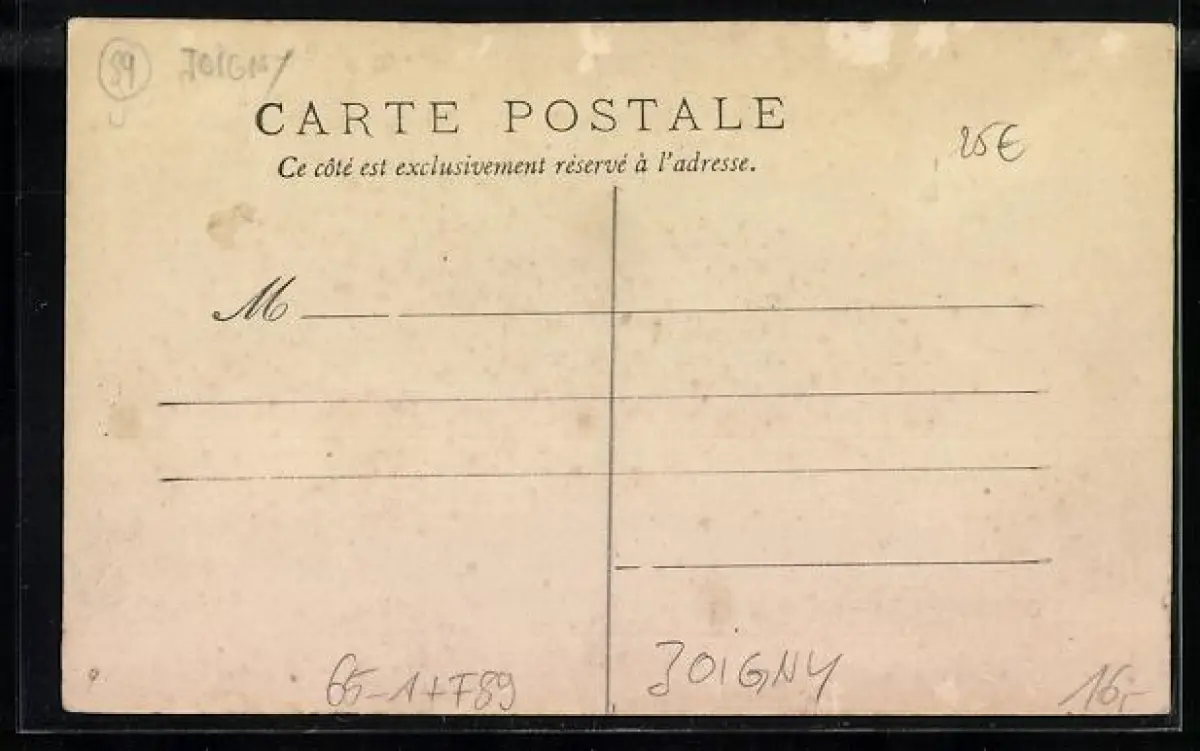 89 JOIGNY
CARTE POSTALE
25€
Ce côté est exclusivement réservé à l'adresse.
M
65-1+F89
JOIGNY
16,-